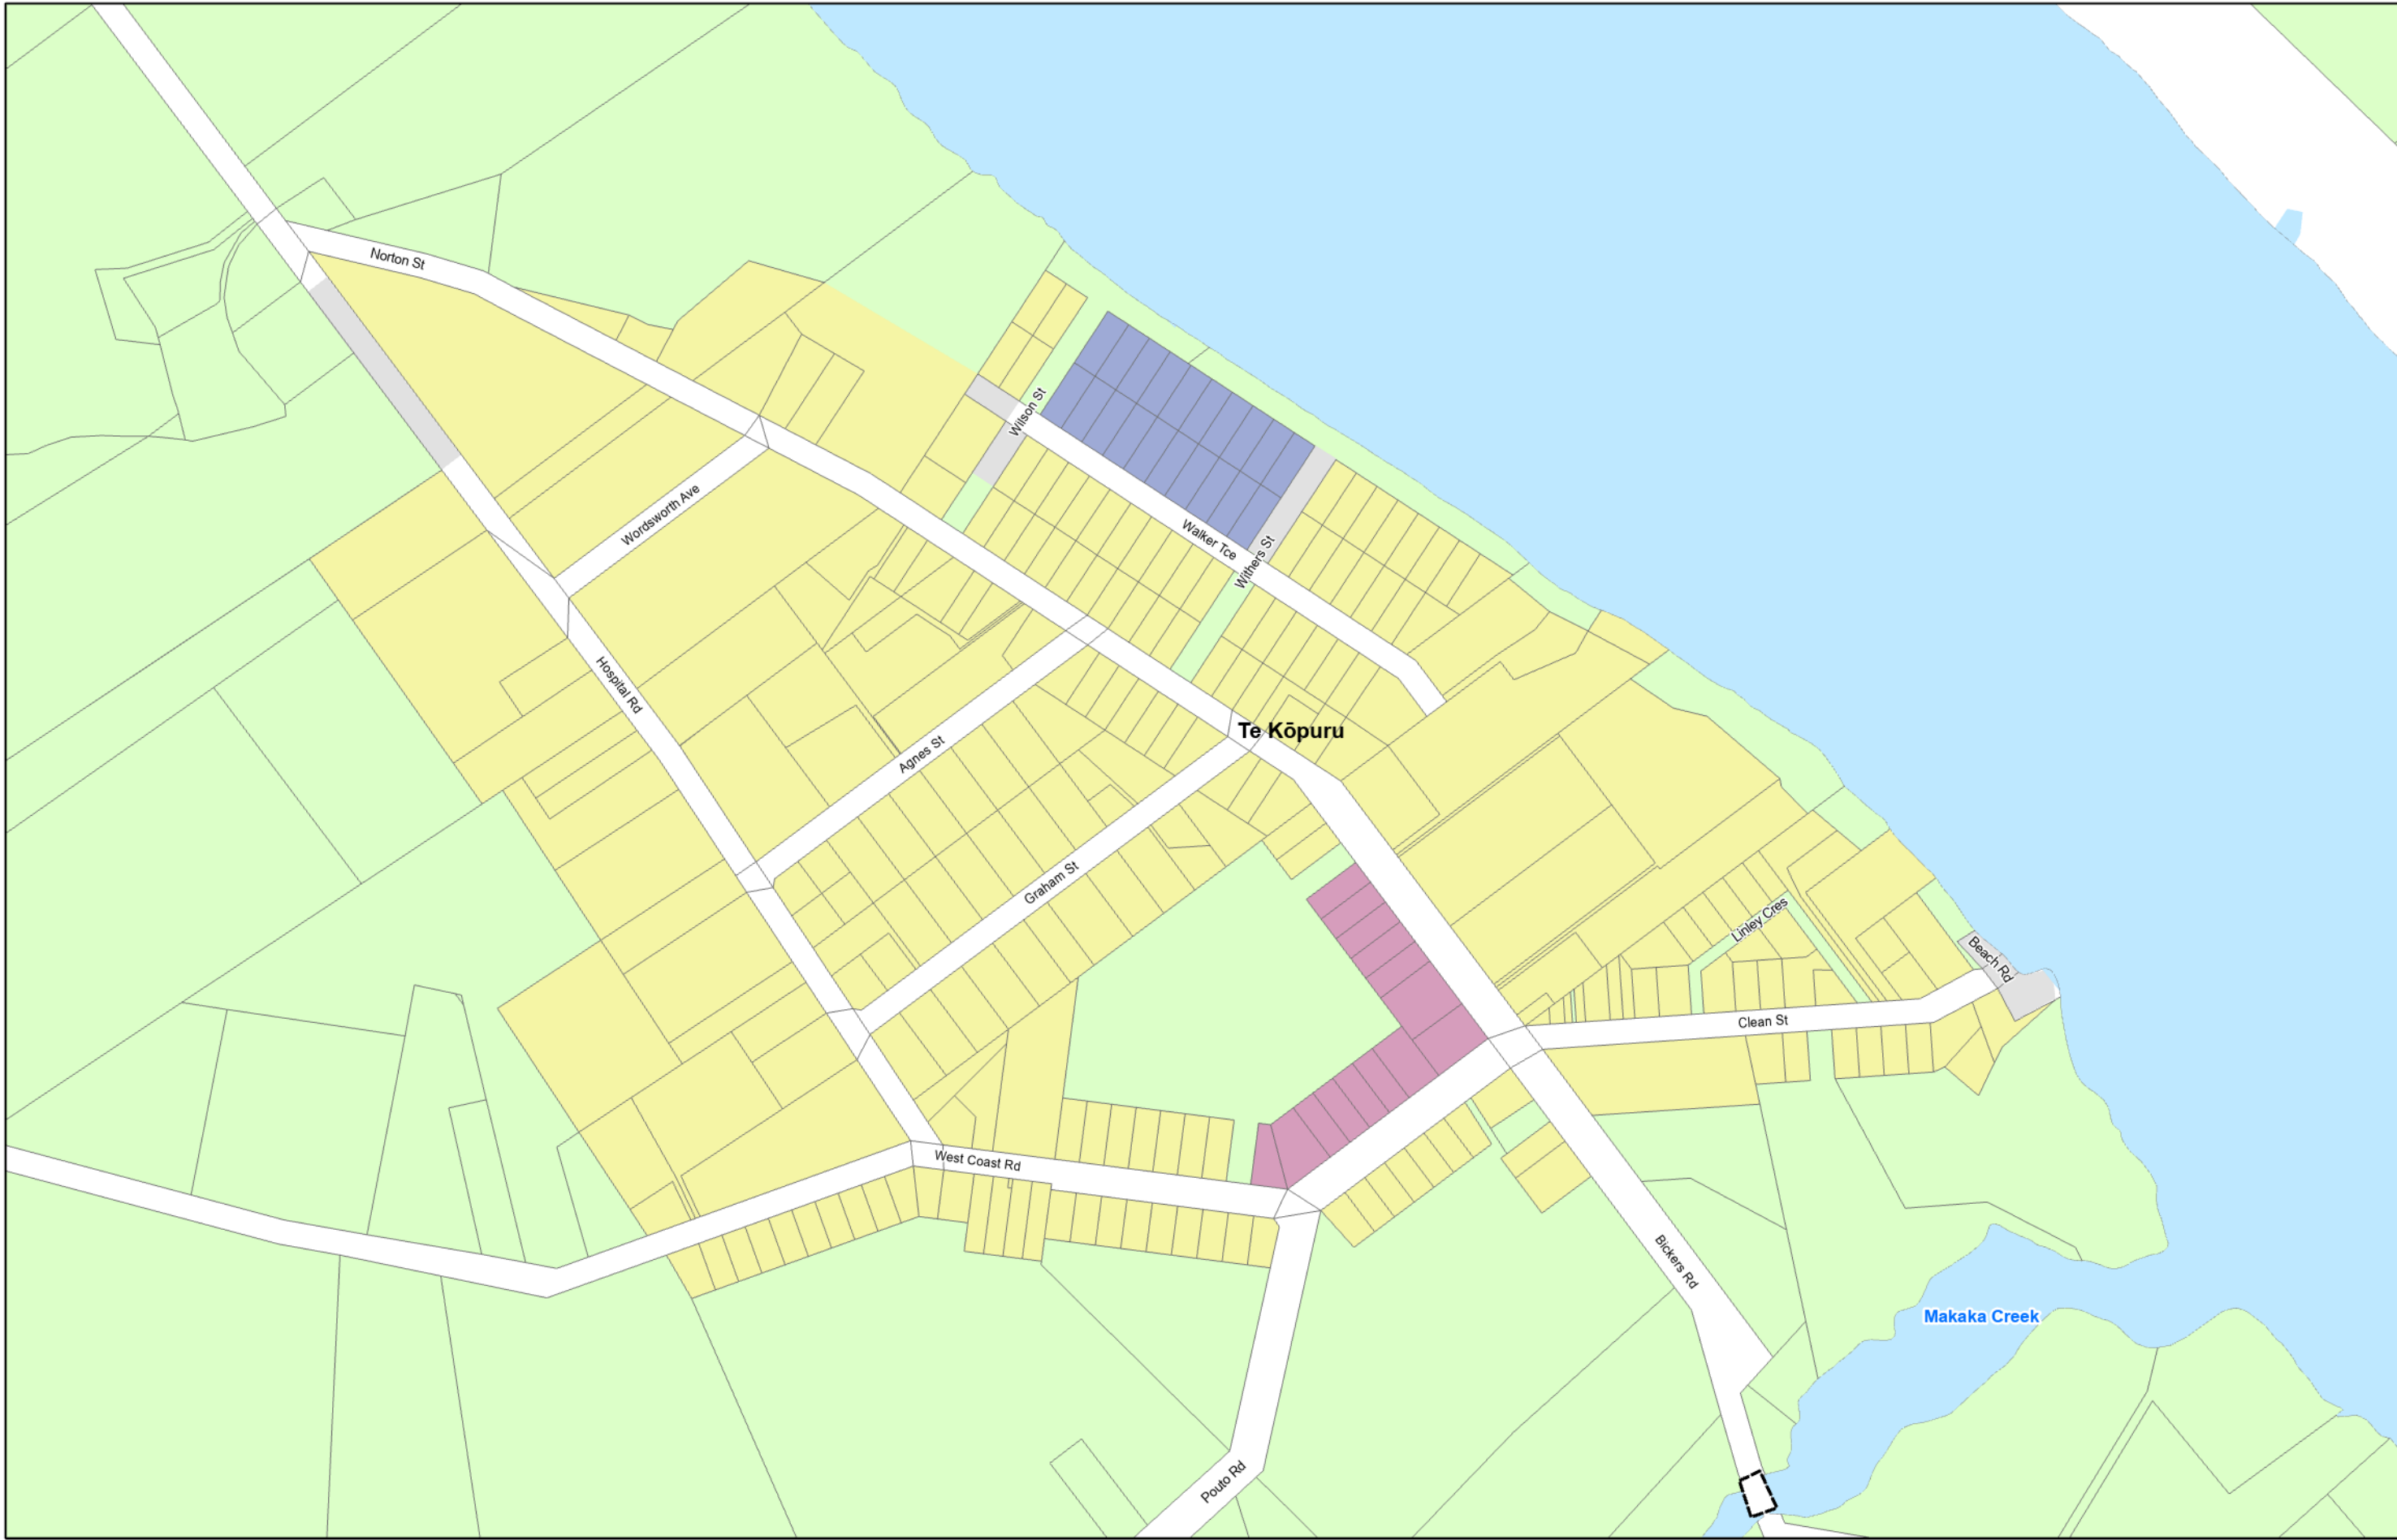 Norton St
Wilson St
Wordsworth Ave
Walker Tce
Withers St
Hospital Rd
Te Kōpuru
Agnes St
Graham St
Linley Cres
Beach Rd
Clean St
West Coast Rd
Bickers Rd
Makaka Creek
Pouto Rd